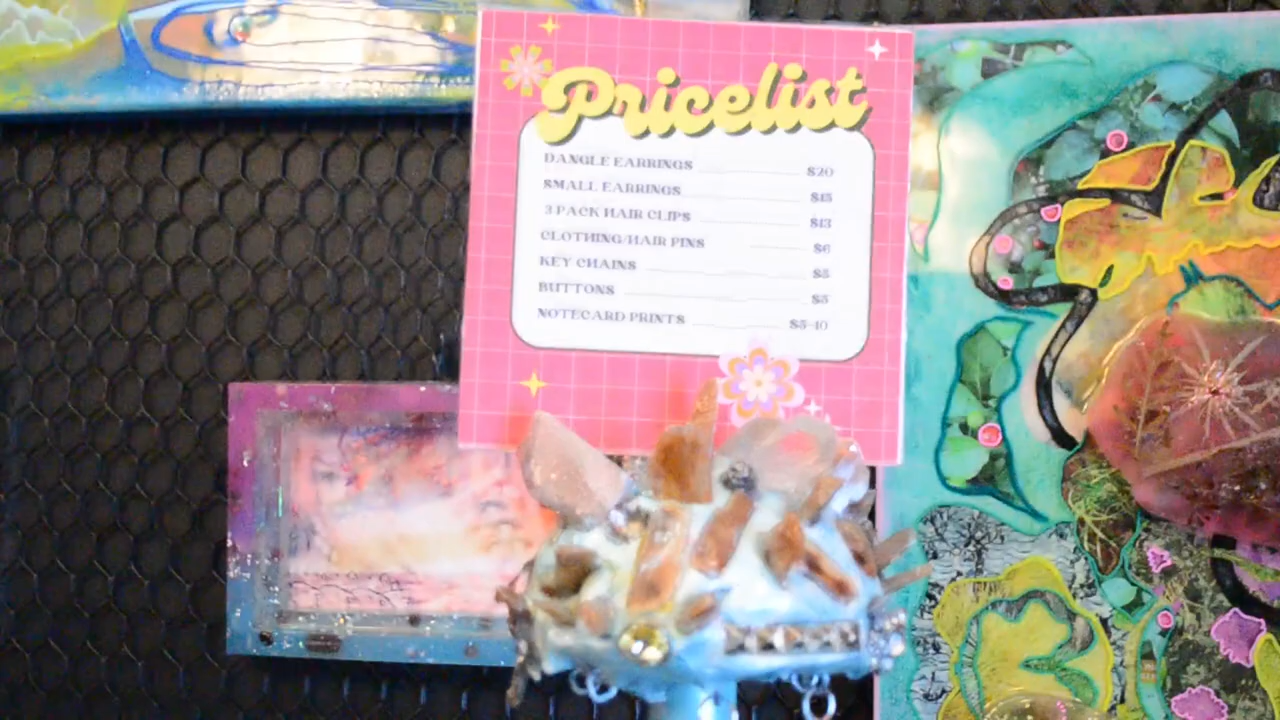 Pricelist
DANGLE EARRINGS $20
SMALL EARRINGS $15
3 PACK HAIR CLIPS $13
CLOTHING/HAIR PINS $6
KEY CHAINS $5
BUTTONS $5
NOTECARD PRINTS $5-10